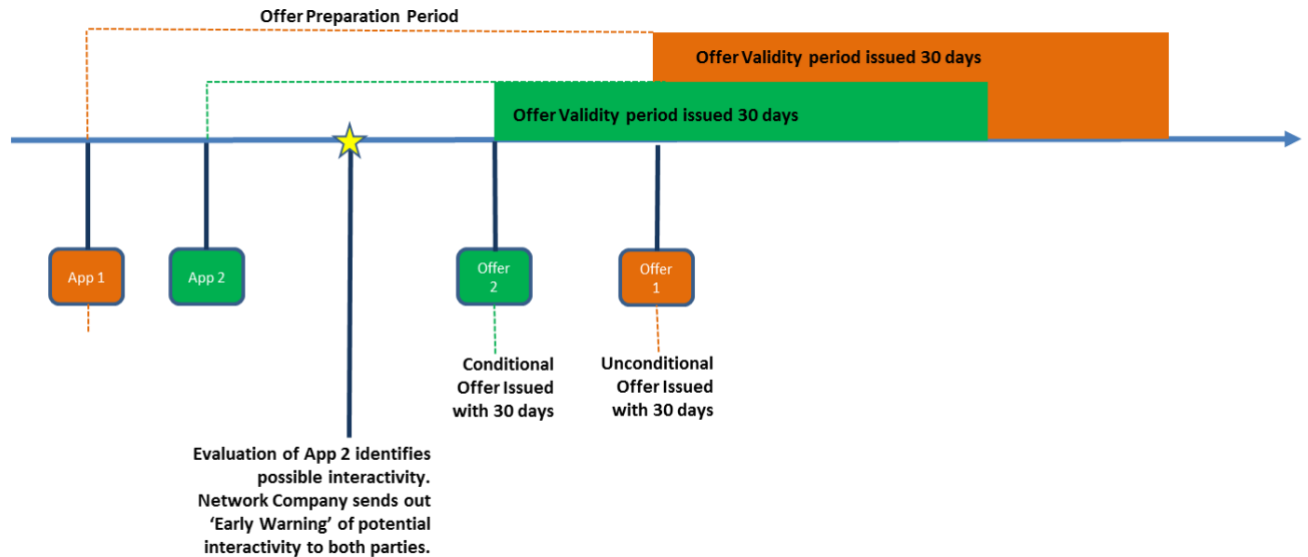 Offer Preparation Period
Offer Validity period issued 30 days
Offer Validity period issued 30 days
App 1
App 2
Offer
2
Offer
1
Conditional
Offer Issued
with 30 days
Unconditional
Offer Issued
with 30 days
Evaluation of App 2 identifies
possible interactivity.
Network Company sends out
‘Early Warning’ of potential
interactivity to both parties.